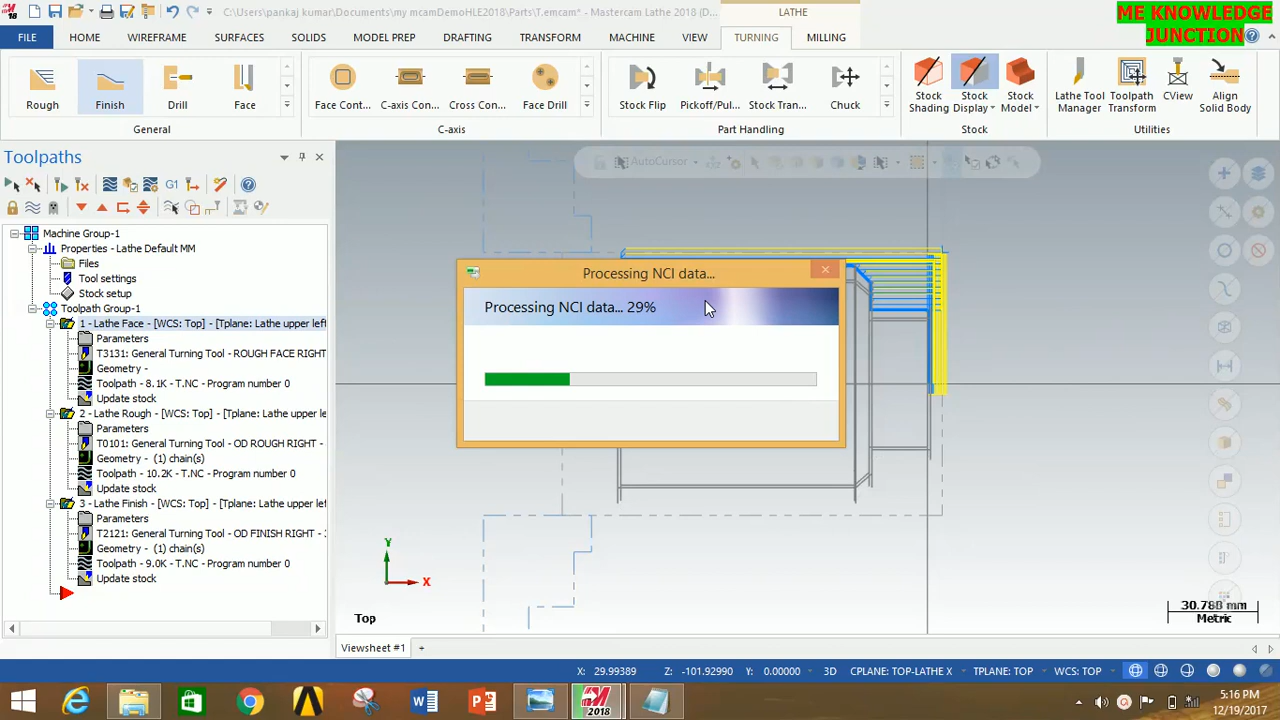 C:\Users\pankaj kumar\Documents\my mcamDemoHLE2018\Parts\T.emcam* - Mastercam Lathe 2018 (D...
LATHE
ME KNOWLEDGE
JUNCTION
FILE HOME WIREFRAME SURFACES SOLIDS MODEL PREP DRAFTING TRANSFORM MACHINE VIEW TURNING MILLING
Rough Finish Drill Face
General
Face Cont... C-axis Con... Cross Con... Face Drill
C-axis
Stock Flip Pickoff/Pul... Stock Tran... Chuck
Part Handling
Stock Shading Stock Display Stock Model
Stock
Lathe Tool Manager Toolpath Transform CView Align Solid Body
Utilities
Toolpaths
AutoCursor
G1
Machine Group-1
Properties - Lathe Default MM
Files
Tool settings
Stock setup
Toolpath Group-1
1 - Lathe Face - [WCS: Top] - [Tplane: Lathe upper left
Parameters
T3131: General Turning Tool - ROUGH FACE RIGHT
Geometry -
Toolpath - 8.1K - T.NC - Program number 0
Update stock
2 - Lathe Rough - [WCS: Top] - [Tplane: Lathe upper le
Parameters
T0101: General Turning Tool - OD ROUGH RIGHT -
Geometry - (1) chain(s)
Toolpath - 10.2K - T.NC - Program number 0
Update stock
3 - Lathe Finish - [WCS: Top] - [Tplane: Lathe upper lef
Parameters
T2121: General Turning Tool - OD FINISH RIGHT -
Geometry - (1) chain(s)
Toolpath - 9.0K - T.NC - Program number 0
Update stock
Processing NCI data...
Processing NCI data... 29%
Y
X
Top
30.788 mm
Metric
Viewsheet #1 +
X: 29.99389 Z: -101.92990 Y: 0.00000 3D CPLANE: TOP-LATHE X TPLANE: TOP WCS: TOP
2018
5:16 PM
12/19/2017